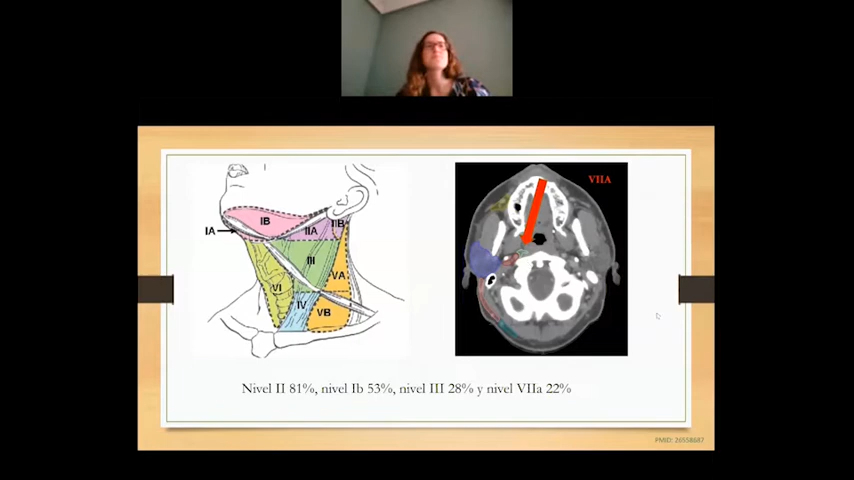 VIIA
IB
IIA
IIB
IA
III
VA
VI
IV
VB
Nivel II 81%, nivel Ib 53%, nivel III 28% y nivel VIIa 22%
PMID: 26558687